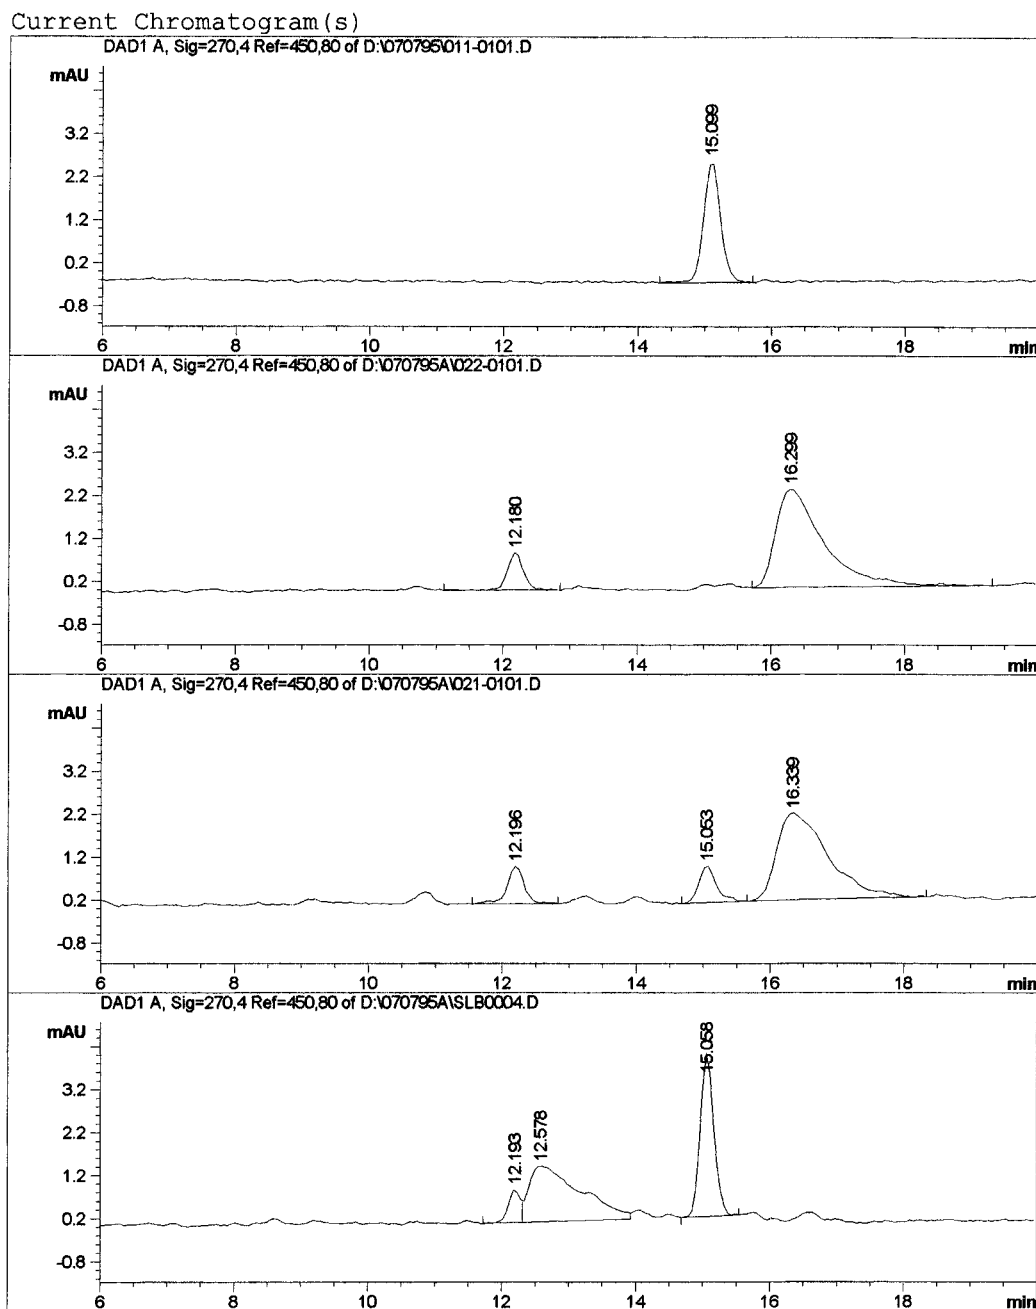 Current Chromatogram(s)
DAD1 A, Sig=270,4 Ref=450,80 of D:\070795\011-0101.D
mAU
15.099
3.2
2.2
1.2
0.2
-0.8
6 8 10 12 14 16 18 min
DAD1 A, Sig=270,4 Ref=450,80 of D:\070795A\022-0101.D
mAU
16.299
12.180
3.2
2.2
1.2
0.2
-0.8
6 8 10 12 14 16 18 min
DAD1 A, Sig=270,4 Ref=450,80 of D:\070795A\021-0101.D
mAU
16.339
12.196
15.053
3.2
2.2
1.2
0.2
-0.8
6 8 10 12 14 16 18 min
DAD1 A, Sig=270,4 Ref=450,80 of D:\070795A\SLB0004.D
mAU
15.058
12.193
12.578
3.2
2.2
1.2
0.2
-0.8
6 8 10 12 14 16 18 min